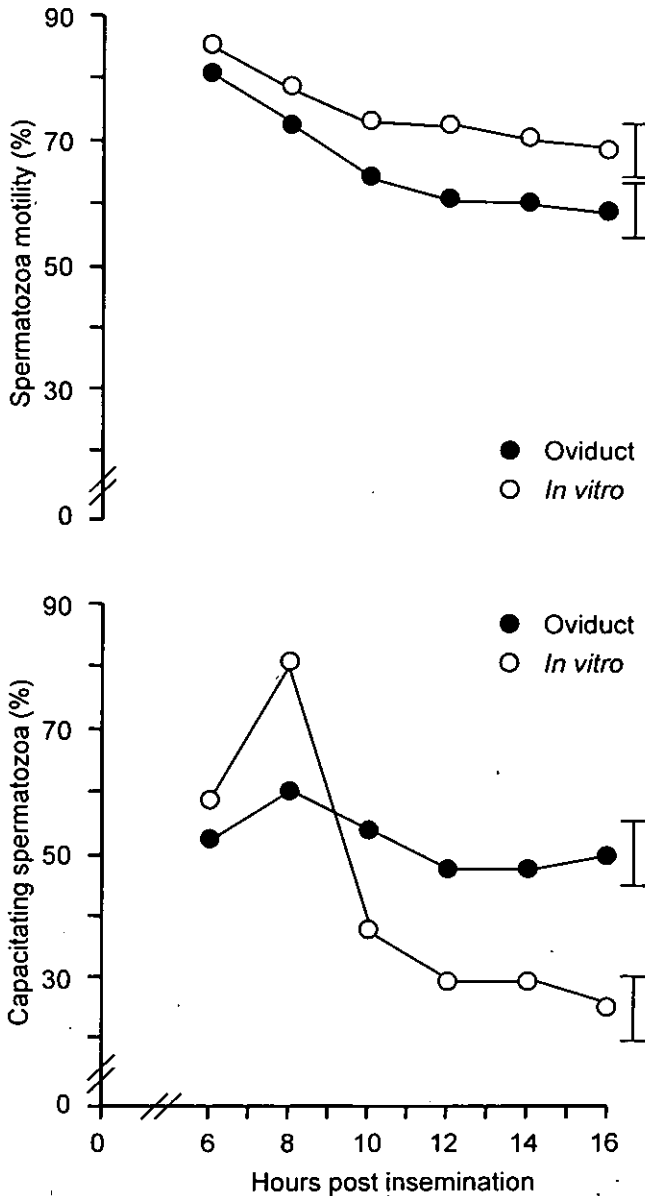 90
70
50
30
0
Spermatozoa motility (%)
Oviduct
In vitro
90
70
50
30
0
Capacitating spermatozoa (%)
Oviduct
In vitro
0 6 8 10 12 14 16
Hours post insemination